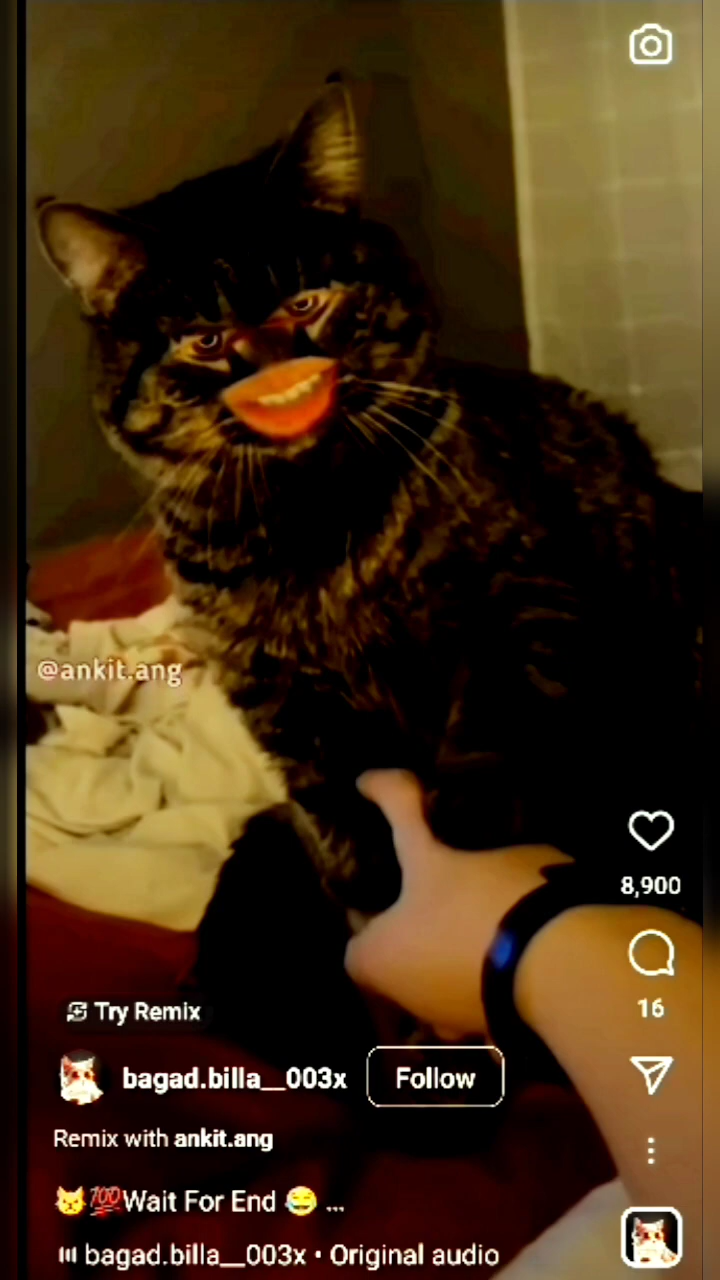 @ankit.ang
8,900
16
Try Remix
bagad.billa__003x
Follow
Remix with ankit.ang
😾💯Wait For End 😂 ...
bagad.billa__003x • Original audio